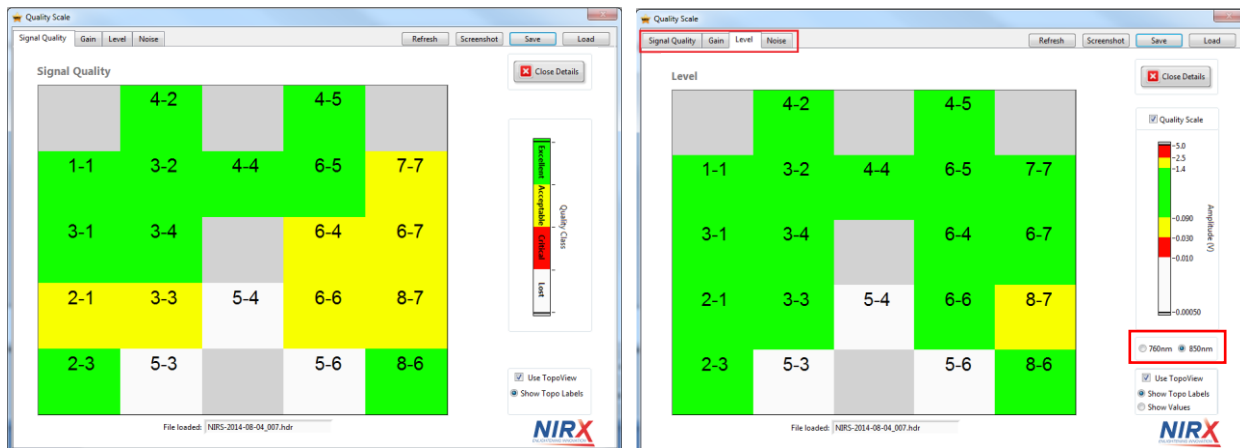 Quality Scale
Signal Quality Gain Level Noise Refresh Screenshot Save Load
Signal Quality
Close Details
4-2 4-5
1-1 3-2 4-4 6-5 7-7
3-1 3-4 6-4 6-7
2-1 3-3 5-4 6-6 8-7
2-3 5-3 5-6 8-6
Excellent
Acceptable
Critical
Lost
Quality Class
Use TopoView
Show Topo Labels
File loaded: NIRS-2014-08-04_007.hdr
NIRX
Quality Scale
Signal Quality Gain Level Noise Refresh Screenshot Save Load
Level
Close Details
4-2 4-5
1-1 3-2 4-4 6-5 7-7
3-1 3-4 6-4 6-7
2-1 3-3 5-4 6-6 8-7
2-3 5-3 5-6 8-6
Quality Scale
5.0
2.5
1.4
0.090
0.030
0.010
0.00050
Amplitude (V)
760nm 850nm
Use TopoView
Show Topo Labels
Show Values
File loaded: NIRS-2014-08-04_007.hdr
NIRX